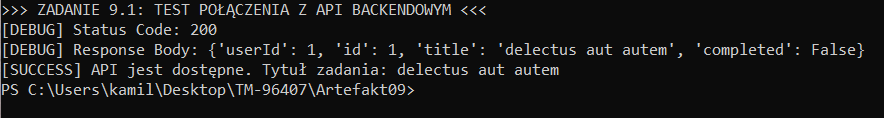 >>> ZADANIE 9.1: TEST POŁĄCZENIA Z API BACKENDOWYM <<<
[DEBUG] Status Code: 200
[DEBUG] Response Body: {'userId': 1, 'id': 1, 'title': 'delectus aut autem', 'completed': False}
[SUCCESS] API jest dostępne. Tytuł zadania: delectus aut autem
PS C:\Users\kamil\Desktop\TM-96407\Artefakt09>